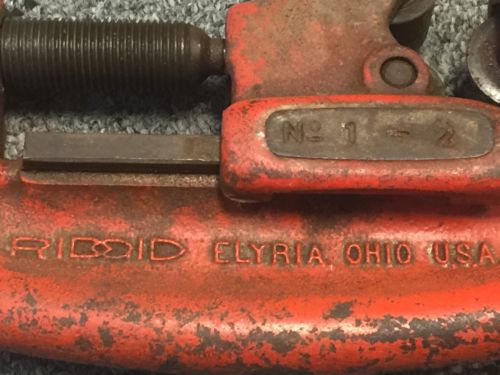 No 1 - 2
RIDGID ELYRIA, OHIO USA